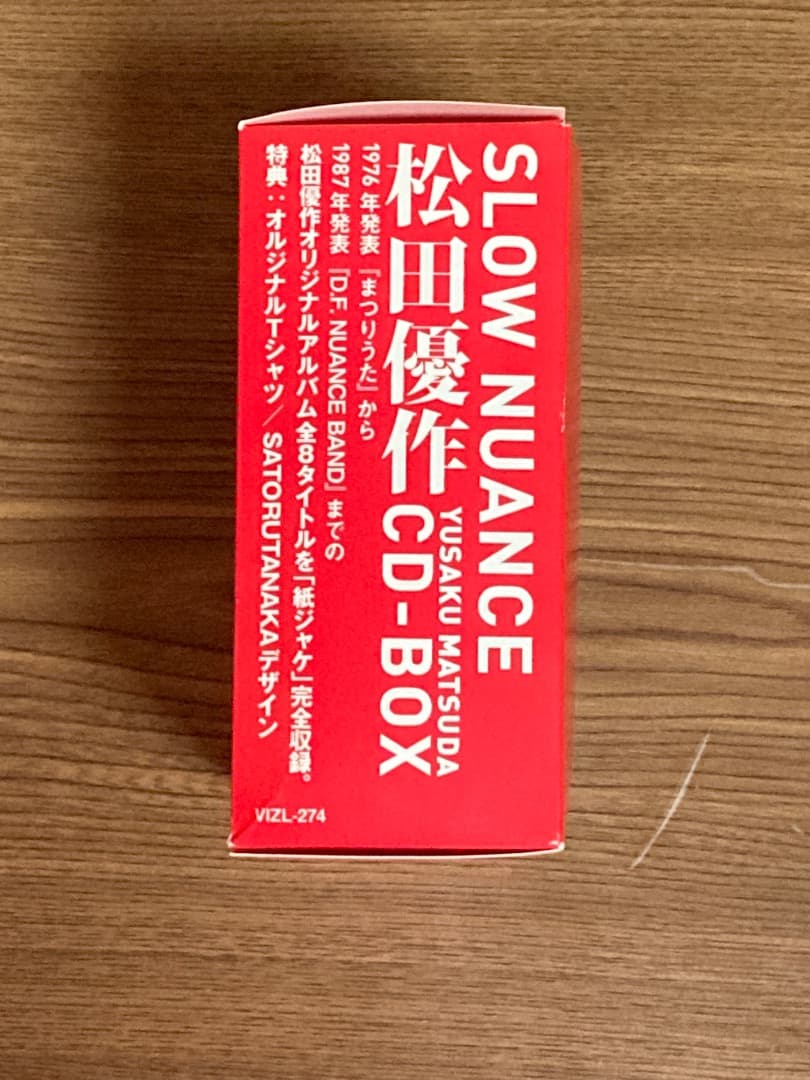 SLOW NUANCE
松田優作 CD-BOX
YUSAKU MATSUDA
1976年発表『まつりうた』から
1987年発表『D.F. NUANCE BAND』までの
松田優作オリジナルアルバム全8タイトルを「紙ジャケ」完全収録。
特典：オルジナルTシャツ／SATORUTANAKAデザイン
VIZL-274